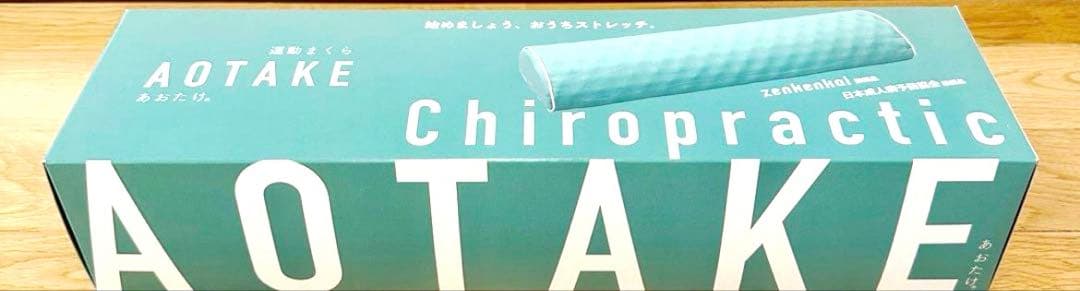 始めましょう、おうちストレッチ。
運動まくら
AOTAKE
あおたけ®
zenkenkai
日本成人病予防協会
Chiropractic
AOTAKE
あおたけ®